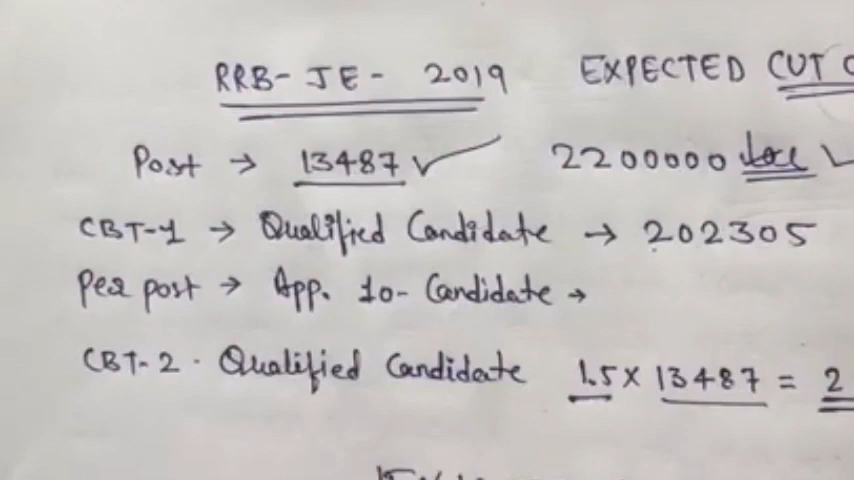 RRB- JE- 2019 EXPECTED CUT O
Post → 13487 ✓ 2200000
CBT-1 → Qualified Candidate → 202305
Per post → App. 10- Candidate →
CBT-2. Qualified Candidate 1.5 x 13487 = 2